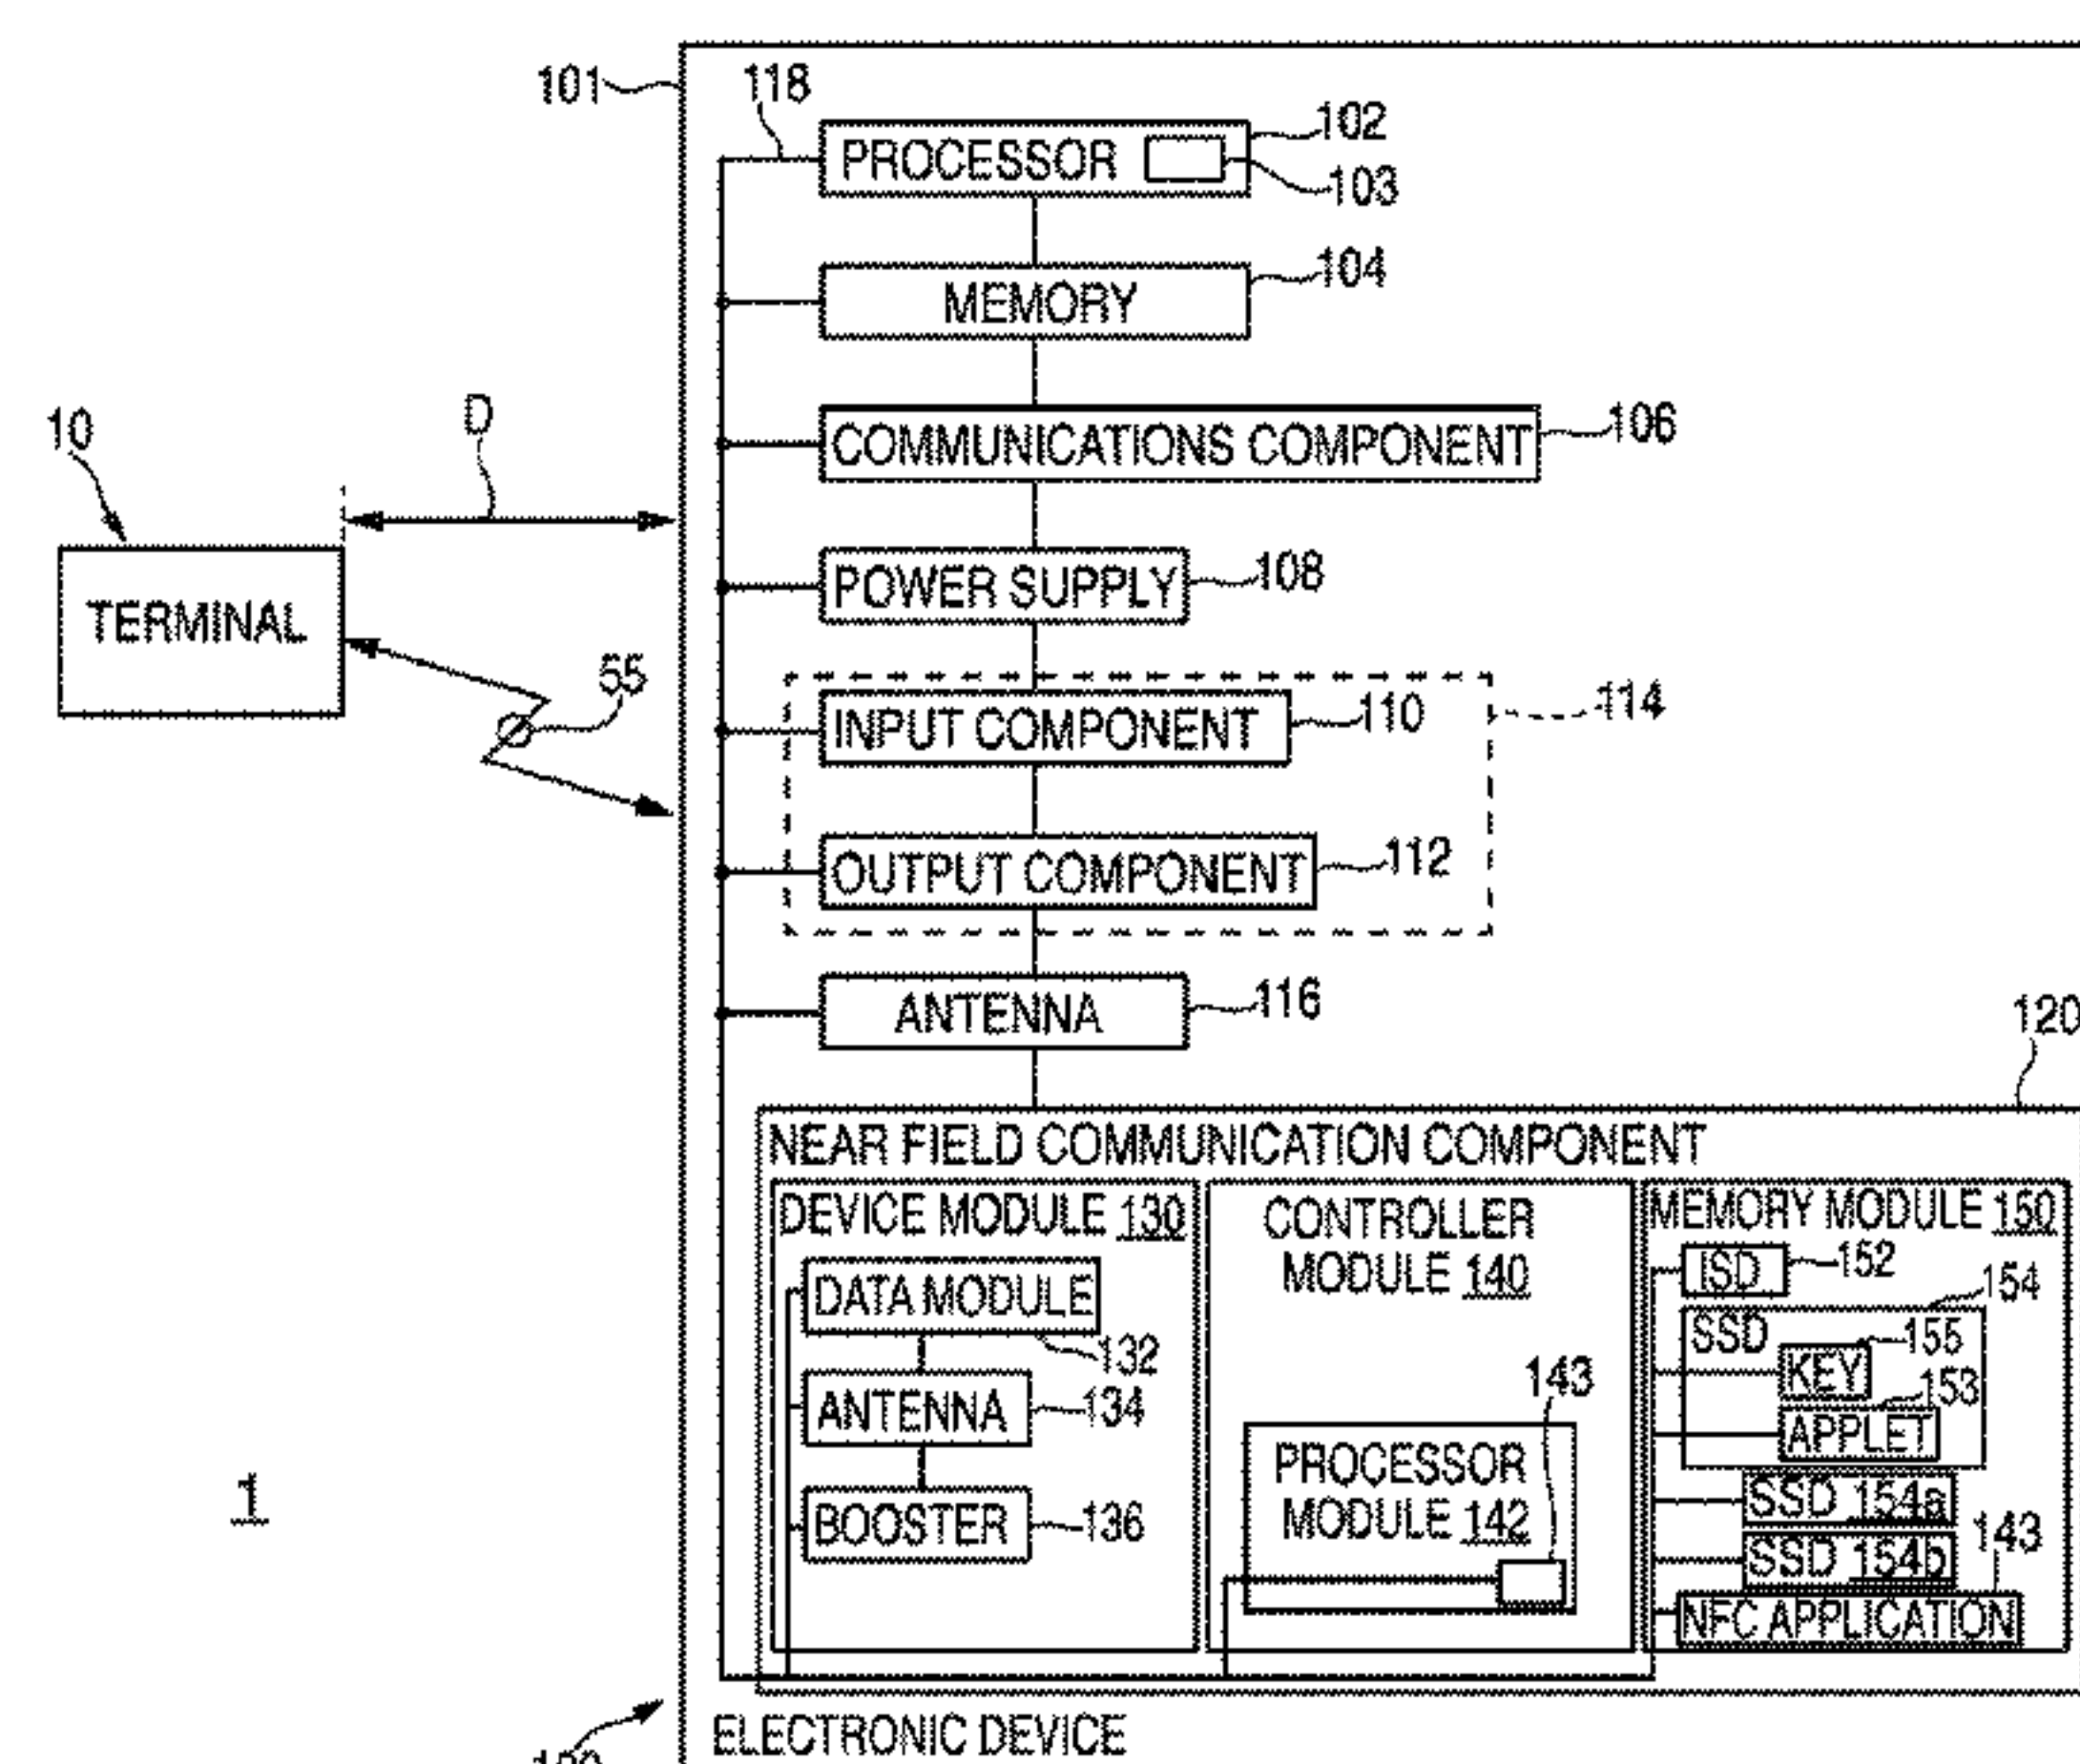 101
118
PROCESSOR
102
103
MEMORY
104
COMMUNICATIONS COMPONENT
106
10
D
TERMINAL
55
POWER SUPPLY
108
114
INPUT COMPONENT
110
OUTPUT COMPONENT
112
ANTENNA
116
120
NEAR FIELD COMMUNICATION COMPONENT
DEVICE MODULE 130
DATA MODULE
132
ANTENNA
134
BOOSTER
136
CONTROLLER
MODULE 140
143
PROCESSOR
MODULE 142
MEMORY MODULE 150
ISD
152
154
SSD
155
KEY
153
APPLET
SSD 154a
SSD 154b
143
NFC APPLICATION
1
ELECTRONIC DEVICE